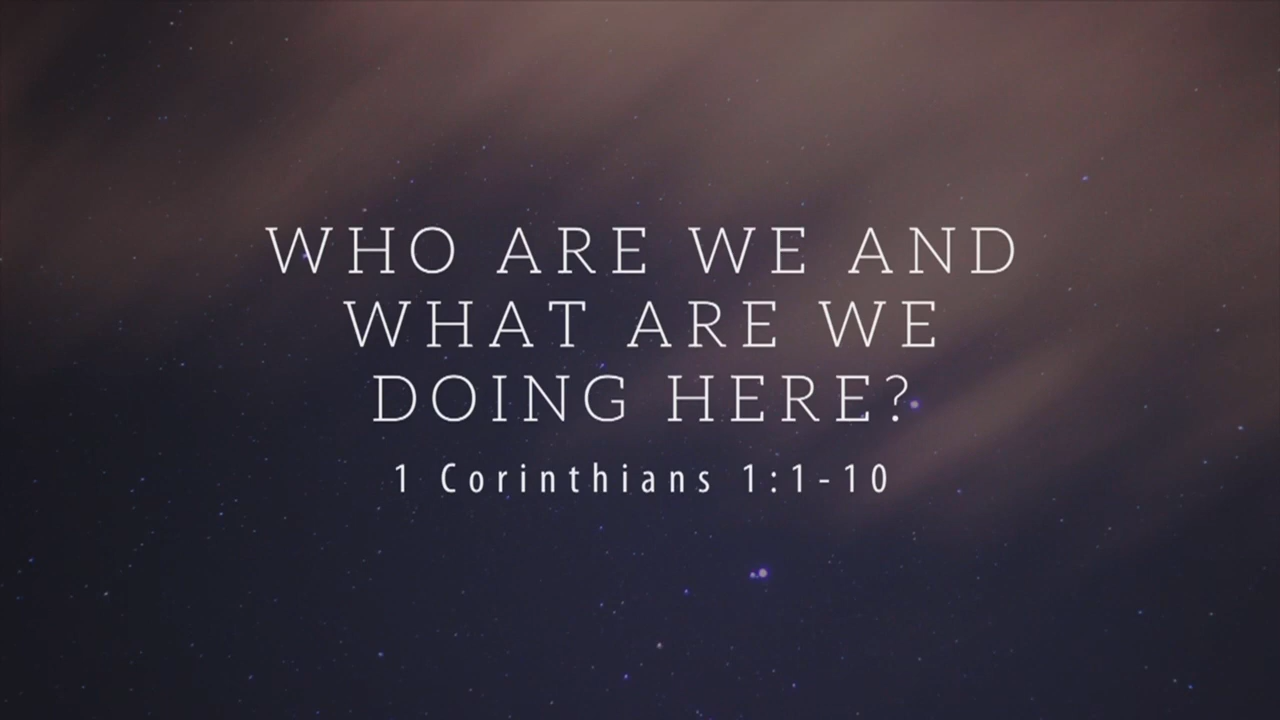 WHO ARE WE AND
WHAT ARE WE
DOING HERE?
1 Corinthians 1:1-10